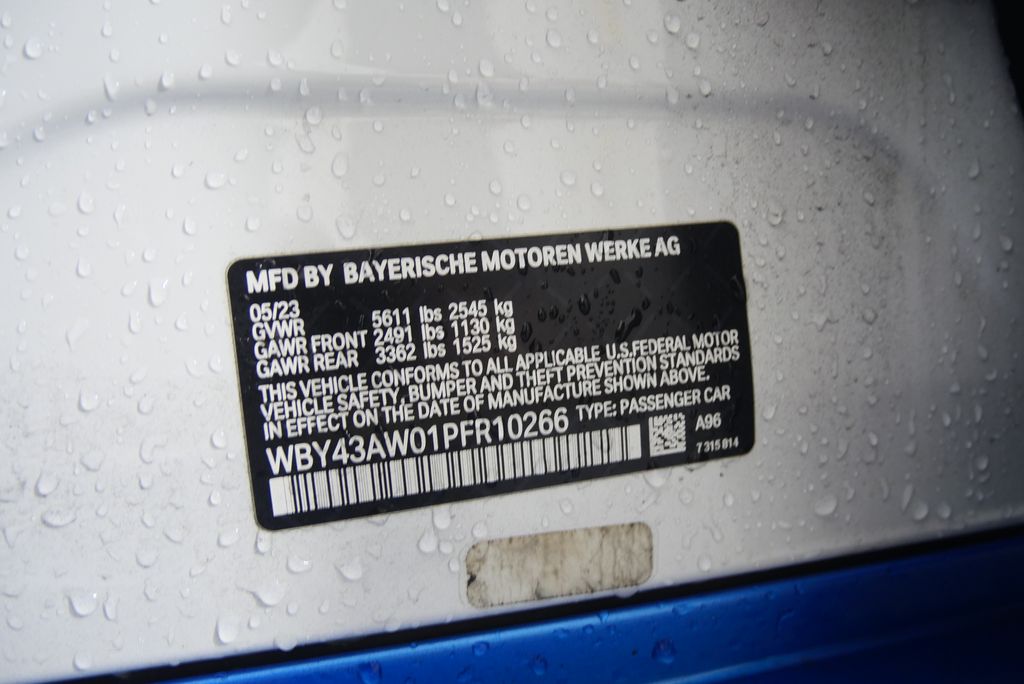 MFD BY BAYERISCHE MOTOREN WERKE AG
05/23
GVWR 5611 lbs 2545 kg
GAWR FRONT 2491 lbs 1130 kg
GAWR REAR 3362 lbs 1525 kg
THIS VEHICLE CONFORMS TO ALL APPLICABLE U.S.FEDERAL MOTOR
VEHICLE SAFETY, BUMPER AND THEFT PREVENTION STANDARDS
IN EFFECT ON THE DATE OF MANUFACTURE SHOWN ABOVE.
WBY43AW01PFR10266 TYPE: PASSENGER CAR
A96
7 315 814